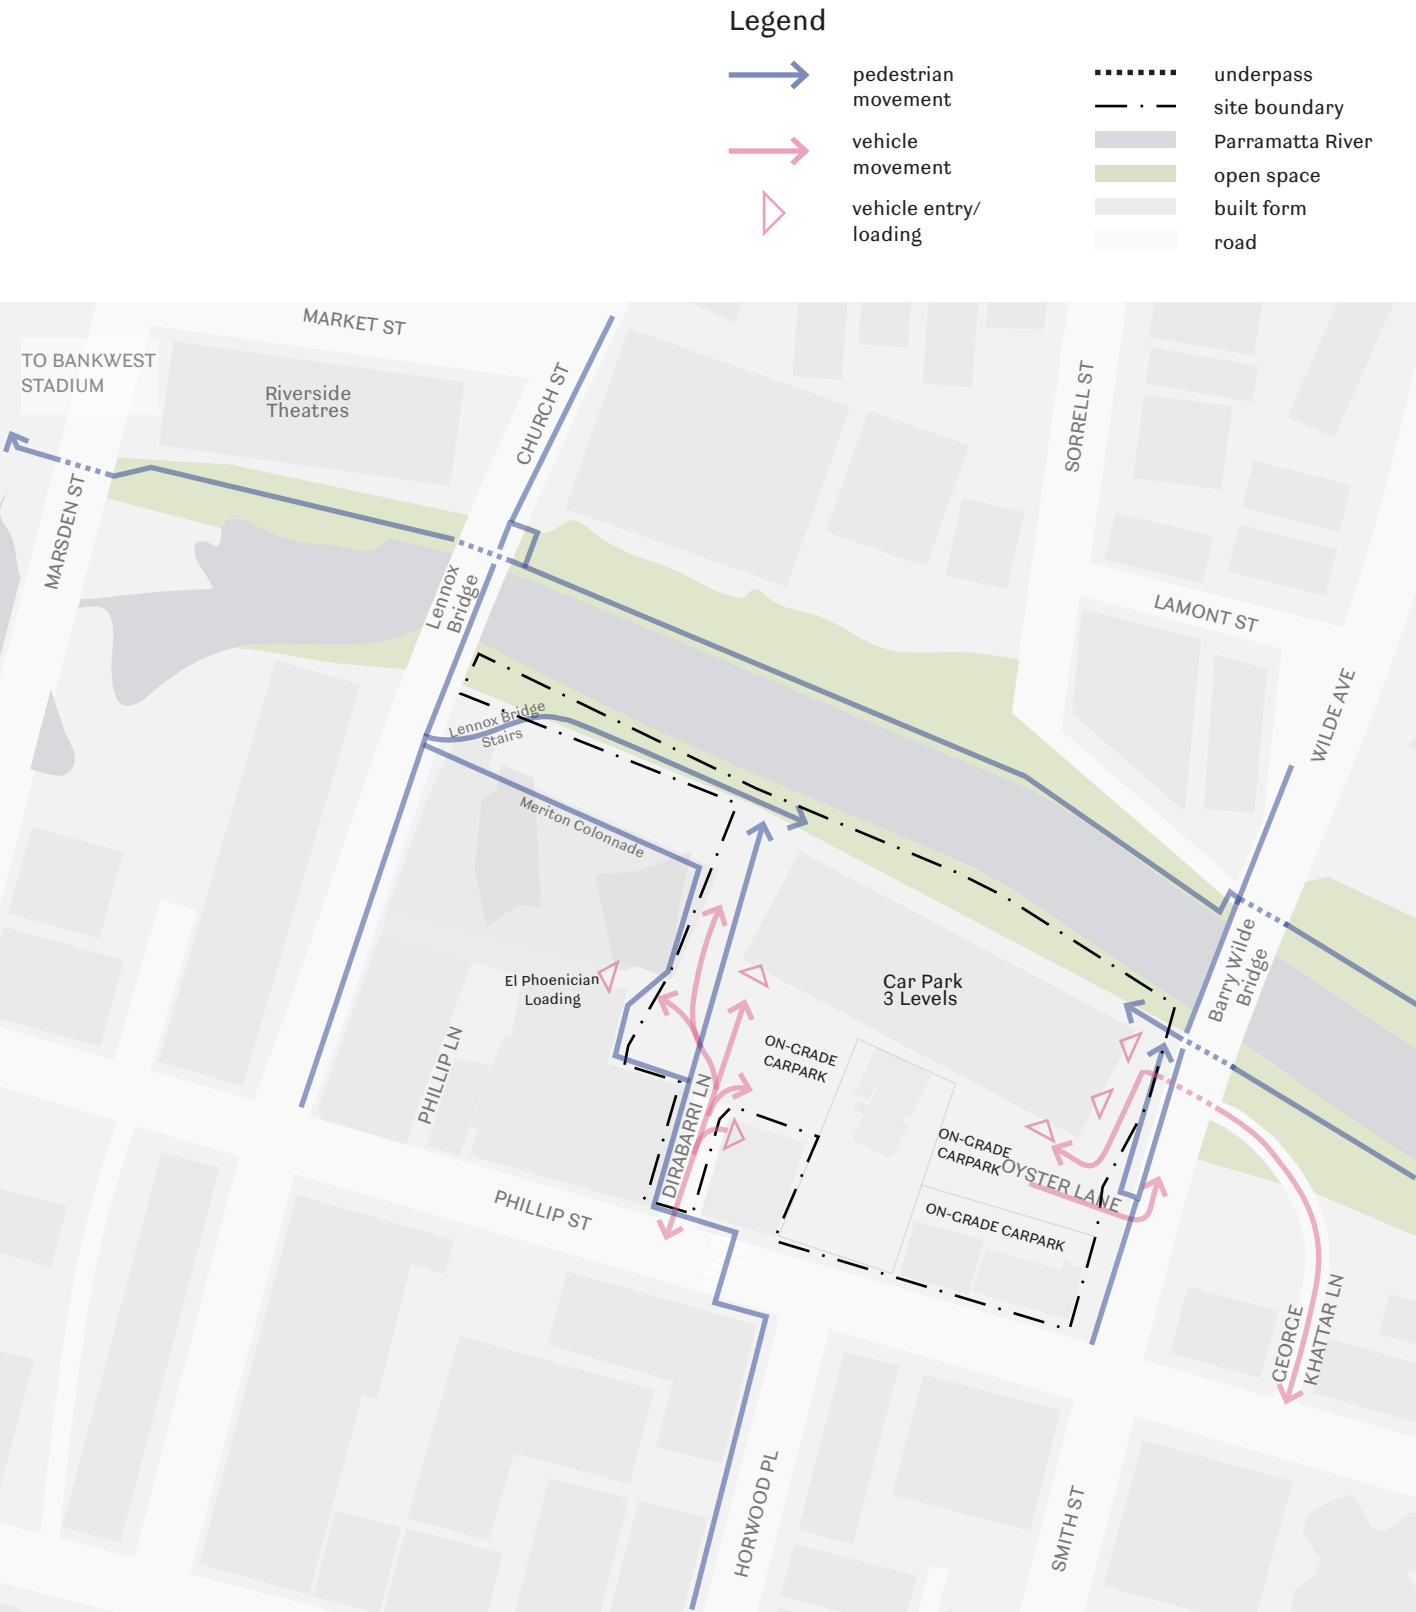 Legend
pedestrian
movement
vehicle
movement
vehicle entry/
loading
underpass
site boundary
Parramatta River
open space
built form
road
MARKET ST
TO BANKWEST
STADIUM
Riverside
Theatres
CHURCH ST
SORRELL ST
MARSDEN ST
Lennox
Bridge
LAMONT ST
WILDE AVE
Lennox Bridge
Stairs
Meriton Colonnade
Barry Wilde
Bridge
El Phoenician
Loading
Car Park
3 Levels
ON-GRADE
CARPARK
PHILLIP LN
DIRABARRI LN
ON-GRADE
CARPARK
OYSTER LANE
ON-GRADE CARPARK
PHILLIP ST
GEORGE
KHATTAR LN
HORWOOD PL
SMITH ST